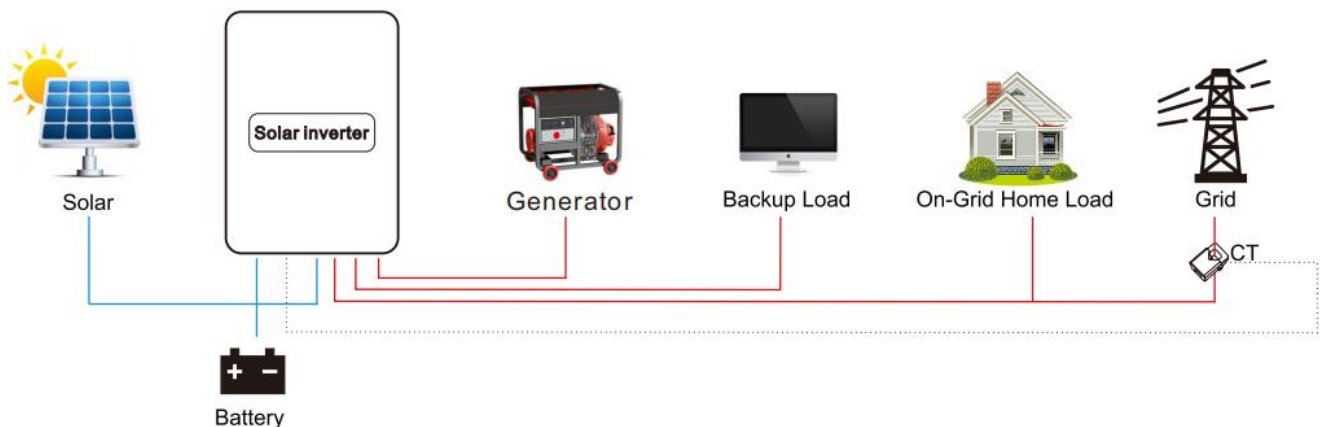 Solar inverter
Solar
Generator
Backup Load
On-Grid Home Load
Grid
CT
Battery